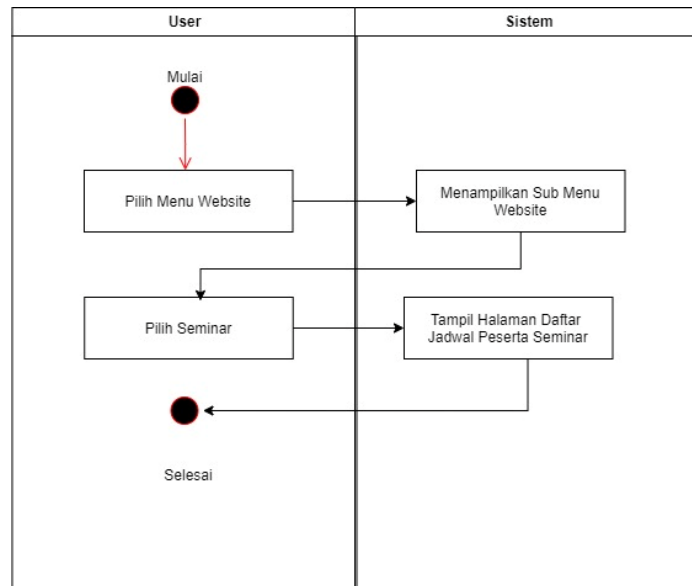 User
Sistem
Mulai
Pilih Menu Website
Menampilkan Sub Menu
Website
Pilih Seminar
Tampil Halaman Daftar
Jadwal Peserta Seminar
Selesai